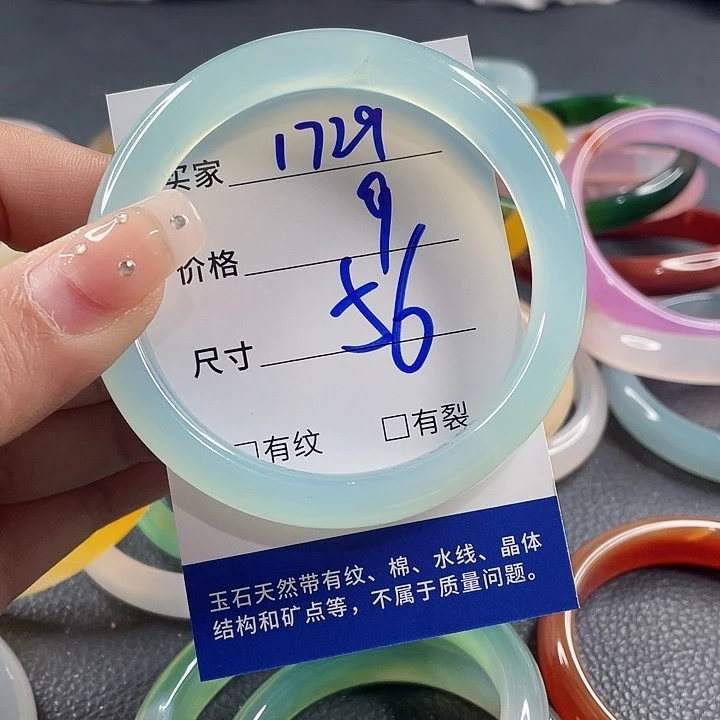 买家 1729
价格 9
尺寸 56
□有纹 □有裂
玉石天然带有纹、棉、水线、晶体
结构和矿点等，不属于质量问题。